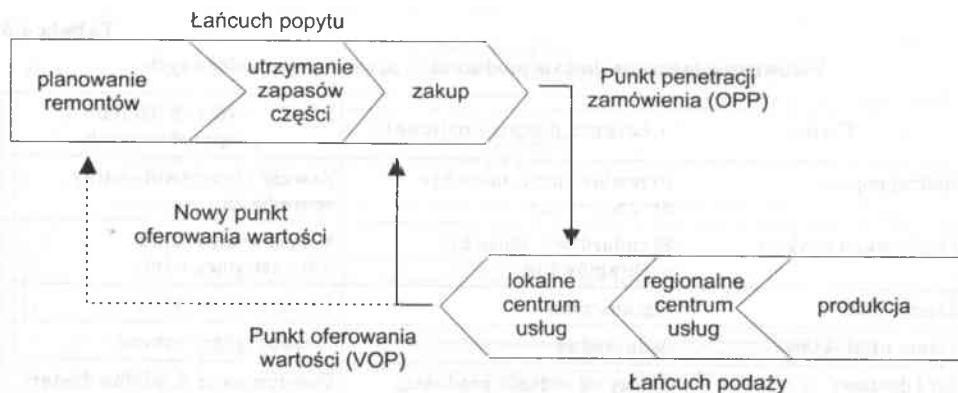 Łańcuch popytu
planowanie
remontów
utrzymanie
zapasów
części
zakup
Punkt penetracji
zamówienia (OPP)
Nowy punkt
oferowania wartości
lokalne
centrum
usług
regionalne
centrum
usług
produkcja
Punkt oferowania
wartości (VOP)
Łańcuch podaży